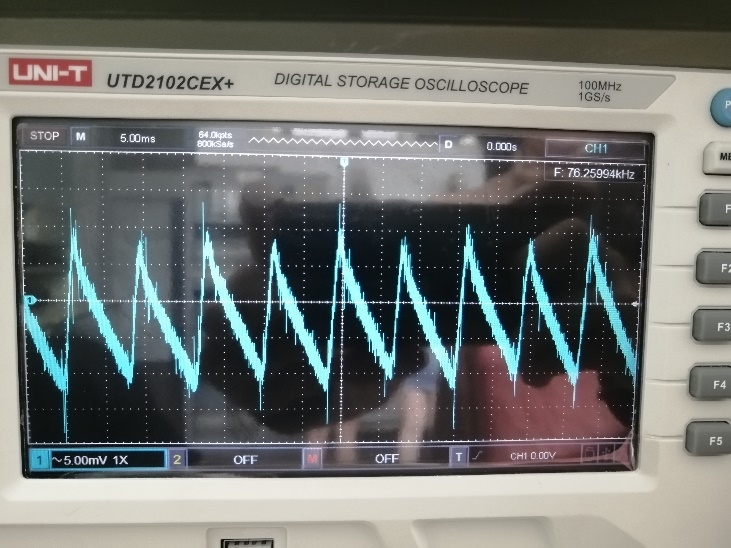 UNI-T UTD2102CEX+ DIGITAL STORAGE OSCILLOSCOPE 100MHz
1GS/s
STOP M 5.00ms 64.0kpts
800kSa/s
D 0.000s CH1
F: 76.25994kHz
1 ~5.00mV 1X 2 OFF M OFF T CH1 0.00V
F2
F3
F4
F5